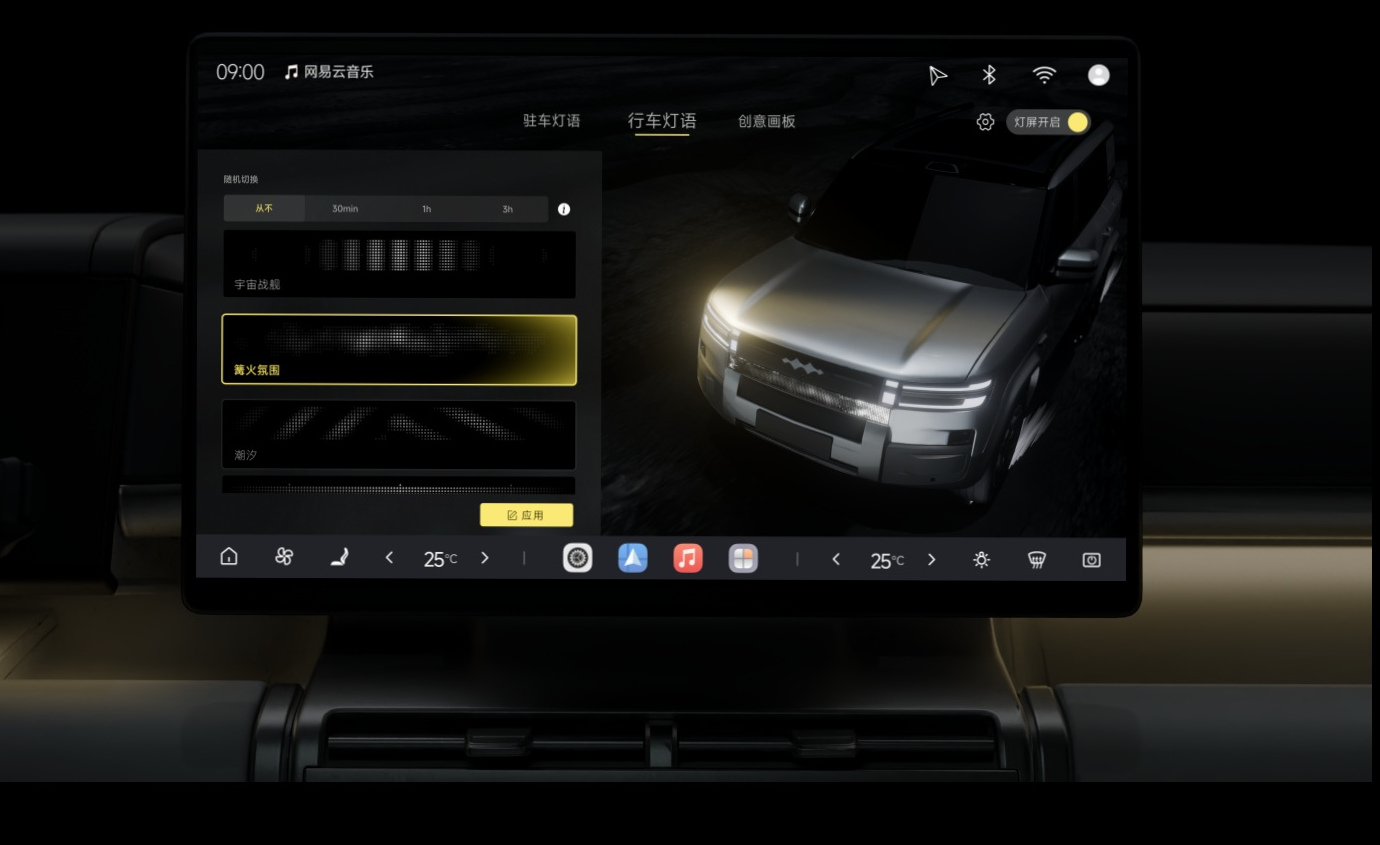 09:00 网易云音乐
驻车灯语 行车灯语 创意画板 灯屏开启
随机切换
从不 30min 1h 3h
宇宙战舰
篝火氛围
潮汐
应用
25°C 25°C